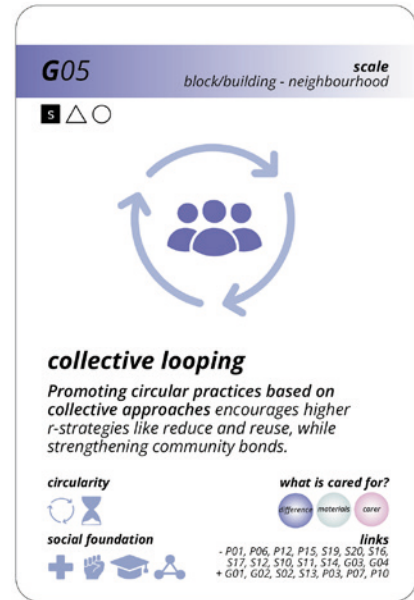 G05
scale
block/building - neighbourhood
s
collective looping
Promoting circular practices based on
collective approaches encourages higher
r-strategies like reduce and reuse, while
strengthening community bonds.
circularity
what is cared for?
difference materials carer
social foundation
links
- P01, P06, P12, P15, S19, S20, S16,
S17, S12, S10, S11, S14, G03, G04
+ G01, G02, S02, S13, P03, P07, P10